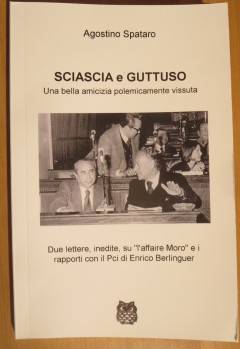 Agostino Spataro
SCIASCIA e GUTTUSO
Una bella amicizia polemicamente vissuta
Due lettere, inedite, su "l'affaire Moro" e i
rapporti con il Pci di Enrico Berlinguer